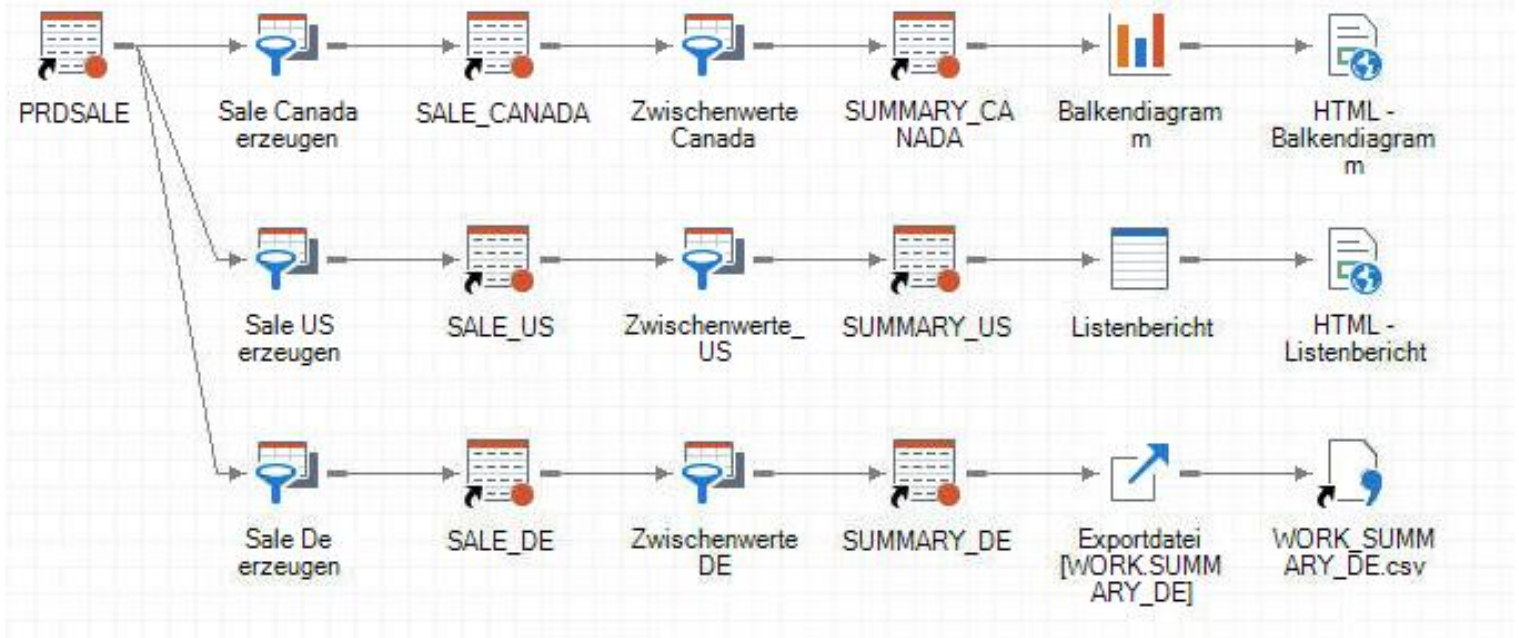 PRDSALE
Sale Canada
erzeugen
SALE_CANADA
Zwischenwerte
Canada
SUMMARY_CA
NADA
Balkendiagram
m
HTML -
Balkendiagram
m
Sale US
erzeugen
SALE_US
Zwischenwerte_
US
SUMMARY_US
Listenbericht
HTML -
Listenbericht
Sale De
erzeugen
SALE_DE
Zwischenwerte
DE
SUMMARY_DE
Exportdatei
[WORK.SUMM
ARY_DE]
WORK_SUMM
ARY_DE.csv